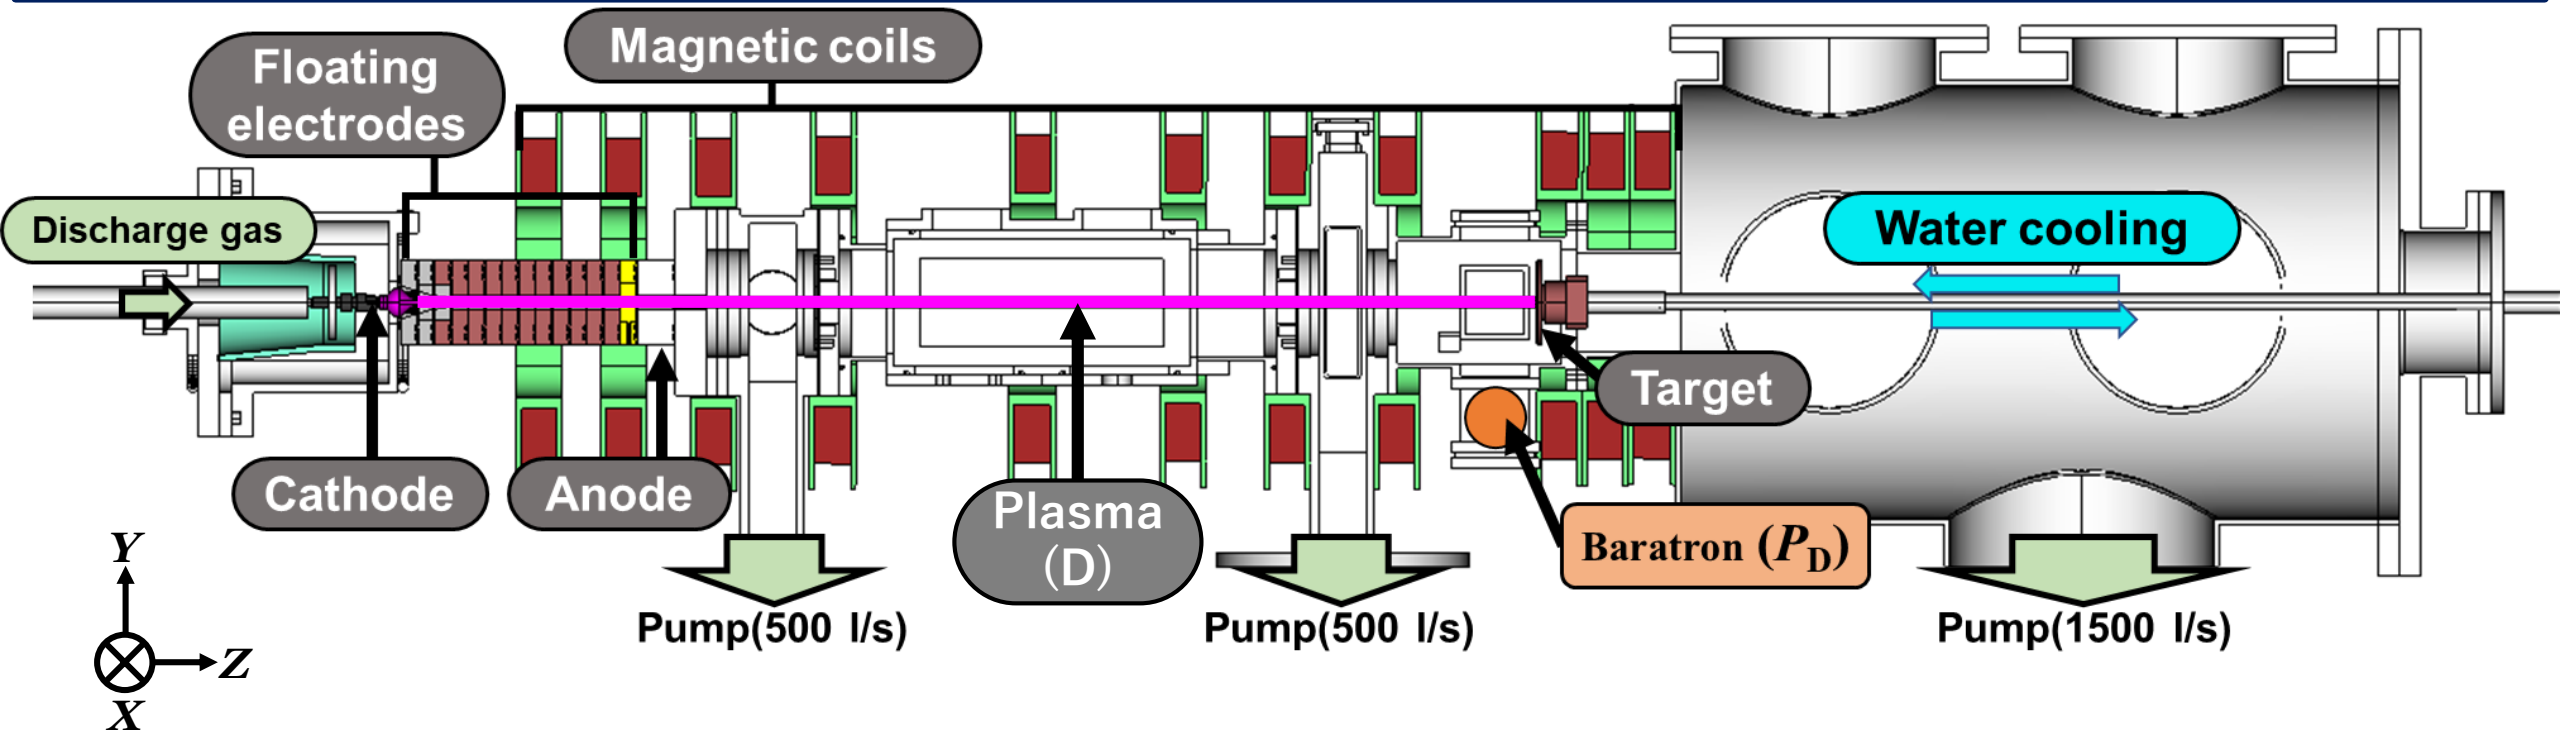 Magnetic coils
Floating
electrodes
Discharge gas
Water cooling
Target
Cathode
Anode
Plasma
(D)
Baratron (PD)
Pump(500 l/s)
Pump(500 l/s)
Pump(1500 l/s)
Y
Z
X